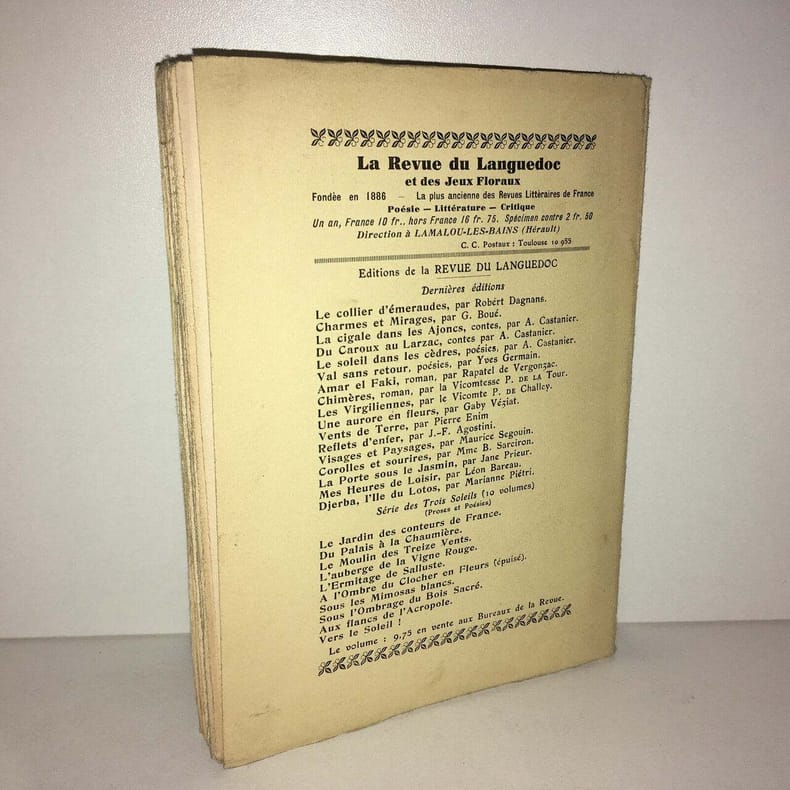 La Revue du Languedoc
et des Jeux Floraux
Fondèe en 1886 — La plus ancienne des Revues Littèraires de France
Poésie — Littérature — Critique
Un an, France 10 fr., hors France 16 fr. 75. Spécimen contre 2 fr. 50
Direction à LAMALOU-LES-BAINS (Hérault)
C. C. Postaux : Toulouse 10 955
Editions de la REVUE DU LANGUEDOC
Dernières éditions
Le collier d'émeraudes, par Robért Dagnans.
Charmes et Mirages, par G. Boué.
La cigale dans les Ajoncs, contes, par A. Castanier.
Du Caroux au Larzac, contes par A. Castanier.
Le soleil dans les cèdres, poésies, par A. Castanier.
Val sans retour, poésies, par Yves Germain.
Amar el Faki, roman, par Rapatel de Vergonzac.
Chimères, roman, par la Vicomtesse P. DE LA Tour.
Les Virgiliennes, par le Vicomte P. DE Challey.
Une aurore en fleurs, par Gaby Véziat.
Vents de Terre, par Pierre Enim
Reflets d'enfer, par J.-F. Agostini.
Visages et Paysages, par Maurice Segouin.
Corolles et sourires, par Mme B. Sarciron.
La Porte sous le Jasmin, par Jane Prieur.
Mes Heures de Loisir, par Léon Bareau.
Djerba, l'Ile du Lotos, par Marianne Piétri.
Série des Trois Soleils (10 volumes)
(Proses et Poésies)
Le Jardin des conteurs de France.
Du Palais à la Chaumière.
Le Moulin des Treize Vents.
L'auberge de la Vigne Rouge.
L'Ermitage de Salluste.
A l'Ombre du Clocher en Fleurs (épuisé).
Sous les Mimosas blancs.
Sous l'Ombrage du Bois Sacré.
Aux flancs de l'Acropole.
Vers le Soleil !
Le volume : 9,75 en vente aux Bureaux de la Revue.